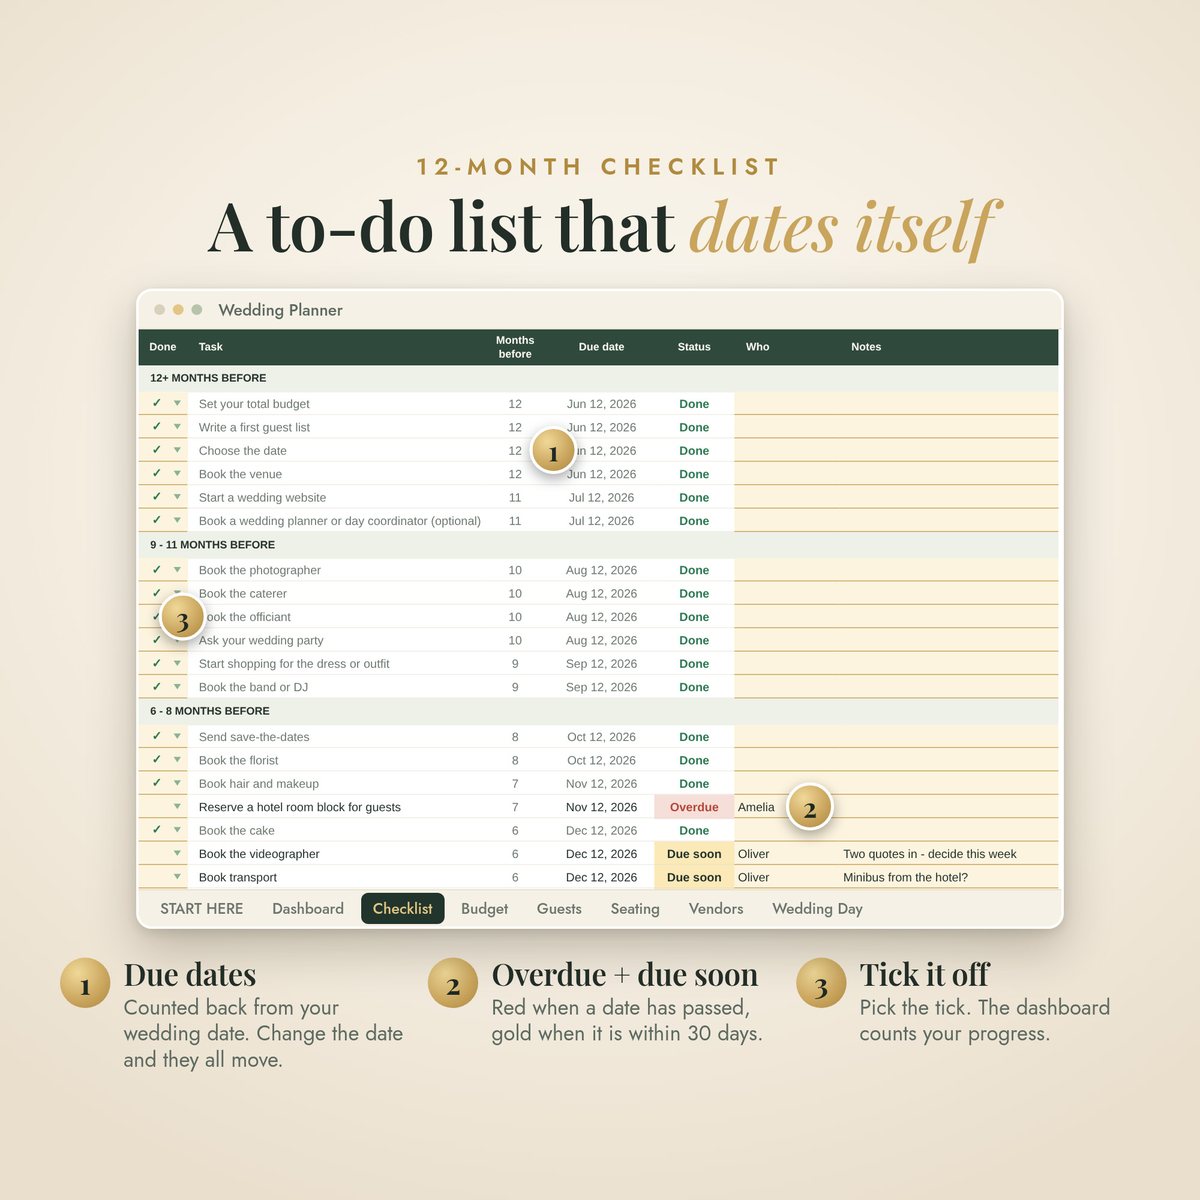 12-MONTH CHECKLIST
A to-do list that dates itself
Wedding Planner
Done Task Months before Due date Status Who Notes
12+ MONTHS BEFORE
✓ Set your total budget 12 Jun 12, 2026 Done
✓ Write a first guest list 12 Jun 12, 2026 Done
✓ Choose the date 12 1 un 12, 2026 Done
✓ Book the venue 12 Jun 12, 2026 Done
✓ Start a wedding website 11 Jul 12, 2026 Done
✓ Book a wedding planner or day coordinator (optional) 11 Jul 12, 2026 Done
9 - 11 MONTHS BEFORE
✓ Book the photographer 10 Aug 12, 2026 Done
✓ Book the caterer 10 Aug 12, 2026 Done
✓ 3 ook the officiant 10 Aug 12, 2026 Done
✓ Ask your wedding party 10 Aug 12, 2026 Done
✓ Start shopping for the dress or outfit 9 Sep 12, 2026 Done
✓ Book the band or DJ 9 Sep 12, 2026 Done
6 - 8 MONTHS BEFORE
✓ Send save-the-dates 8 Oct 12, 2026 Done
✓ Book the florist 8 Oct 12, 2026 Done
✓ Book hair and makeup 7 Nov 12, 2026 Done
Reserve a hotel room block for guests 7 Nov 12, 2026 Overdue Amelia 2
✓ Book the cake 6 Dec 12, 2026 Done
Book the videographer 6 Dec 12, 2026 Due soon Oliver Two quotes in - decide this week
Book transport 6 Dec 12, 2026 Due soon Oliver Minibus from the hotel?
START HERE Dashboard Checklist Budget Guests Seating Vendors Wedding Day
1 Due dates
Counted back from your
wedding date. Change the date
and they all move.
2 Overdue + due soon
Red when a date has passed,
gold when it is within 30 days.
3 Tick it off
Pick the tick. The dashboard
counts your progress.